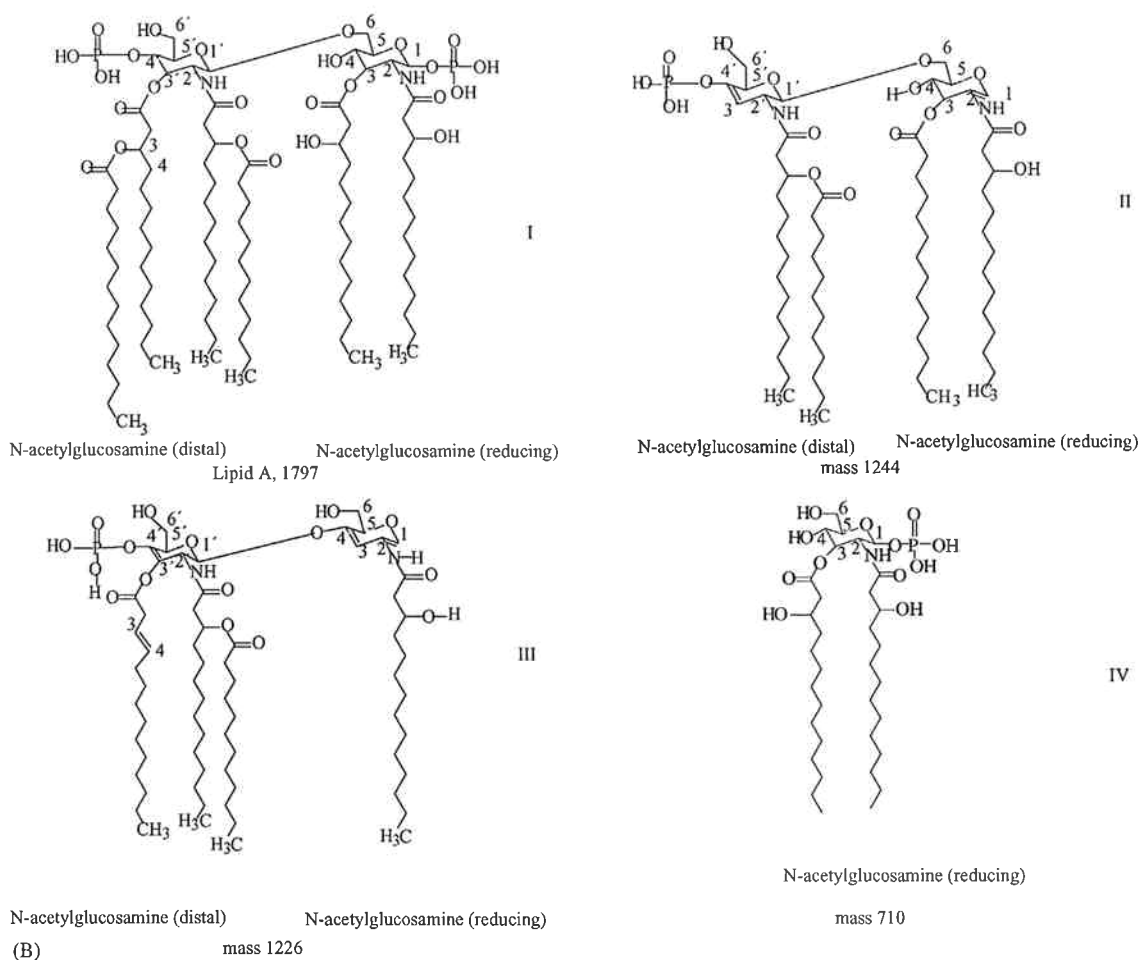 HO 6´
O
HO-P-O
OH
5´ O 1´
4´
3´ 2´ NH
O
O O
3
O 4
O
O
O
CH3
H3C
H3C
CH3
O 6
5 O 1
HO 4
3 2 NH
O-P-OH
O
OH
O
O O
HO
OH
CH3
H3C
I
N-acetylglucosamine (distal)
N-acetylglucosamine (reducing)
Lipid A, 1797
HO
6´
O
HO-P-O
OH
4´ 5´ O 1´
3 2´ NH
O
O
O
H3C
H3C
O 6
5 O 1
H-O 4
3 2 NH
O
O O
OH
CH3
H3C
II
N-acetylglucosamine (distal)
N-acetylglucosamine (reducing)
mass 1244
HO 6´
O
HO-P-O
O
H
4´ 5´ O 1´
3´ 2´ NH
O
O O
3
4
O
O
CH3
H3C
H3C
HO 6
O 5 O 1
4 3 2 N-H
O
O-H
H3C
III
N-acetylglucosamine (distal)
N-acetylglucosamine (reducing)
(B)
mass 1226
HO 6
5 O 1
HO 4
3 2 NH
O
O-P-OH
OH
O
O O
HO
OH
IV
N-acetylglucosamine (reducing)
mass 710